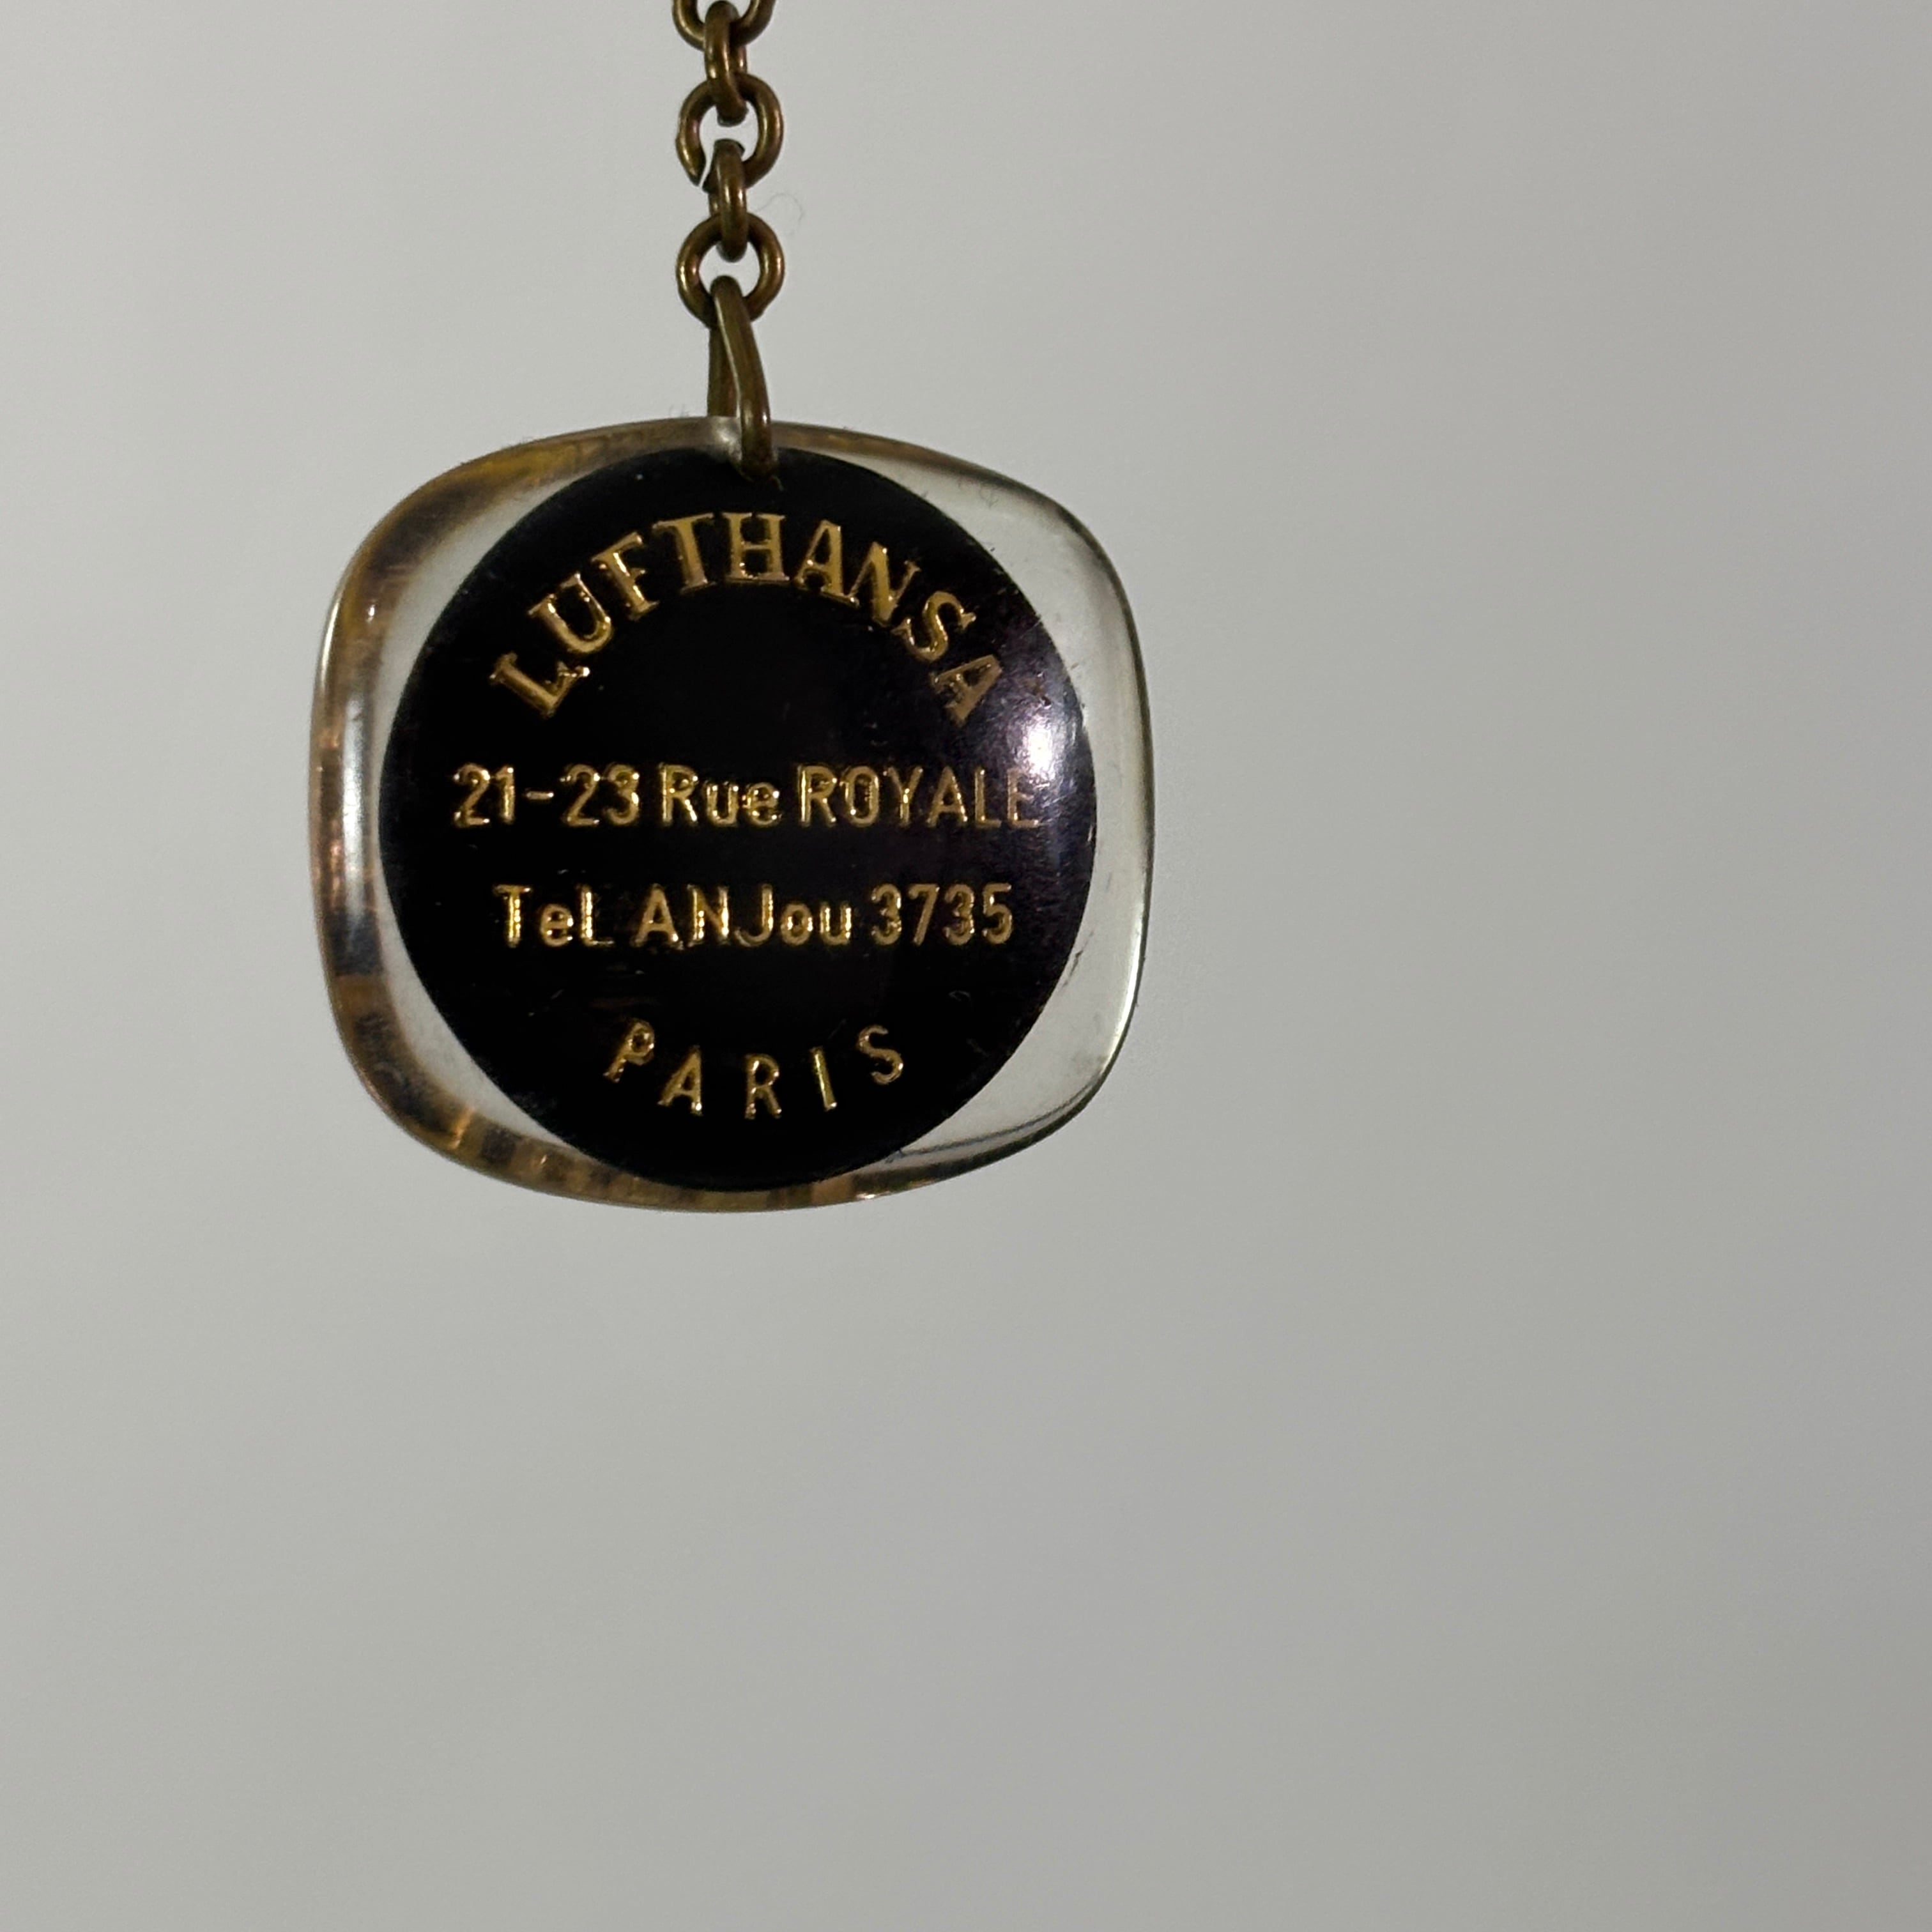 LUFTHANSA
21-23 Rue ROYALE
TeL ANJou 3735
PARIS